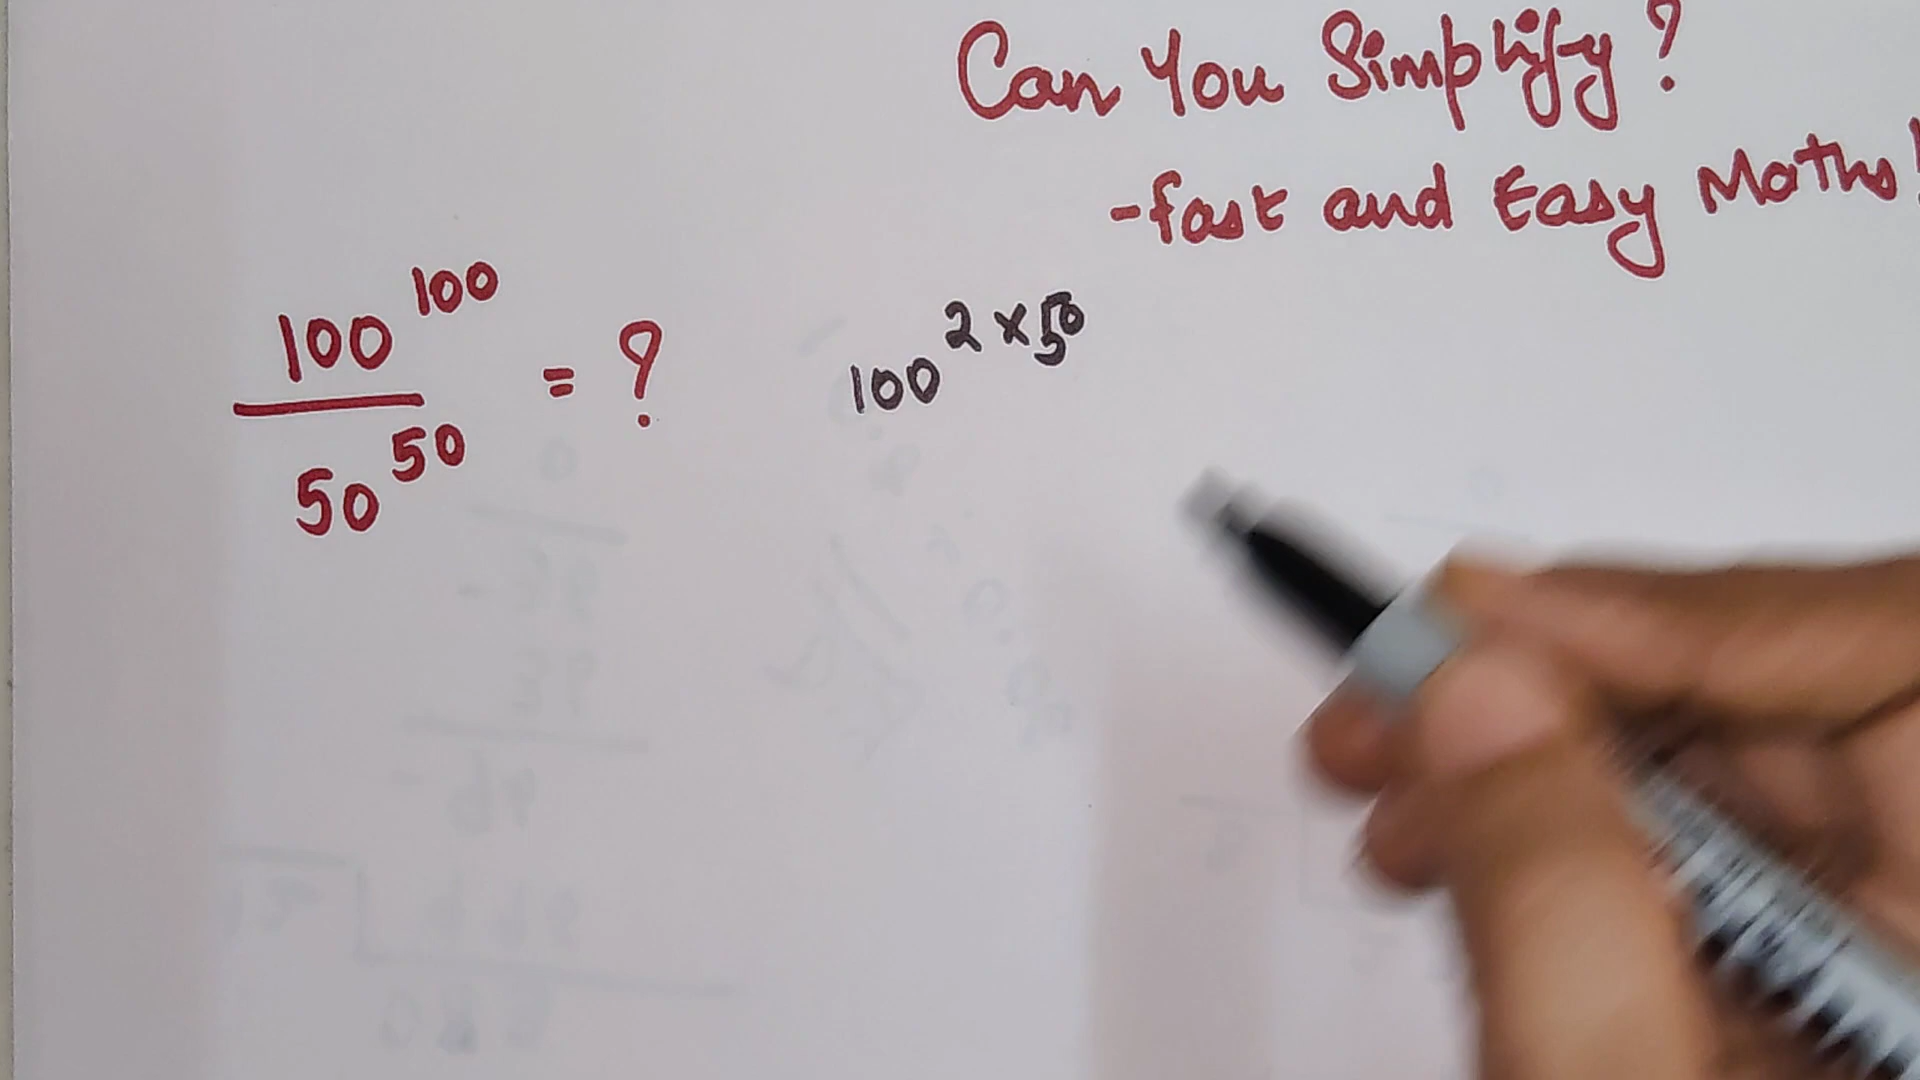 Can You Simplify?
-fast and Easy Maths!
100^100 / 50^50 = ?
100^2×50